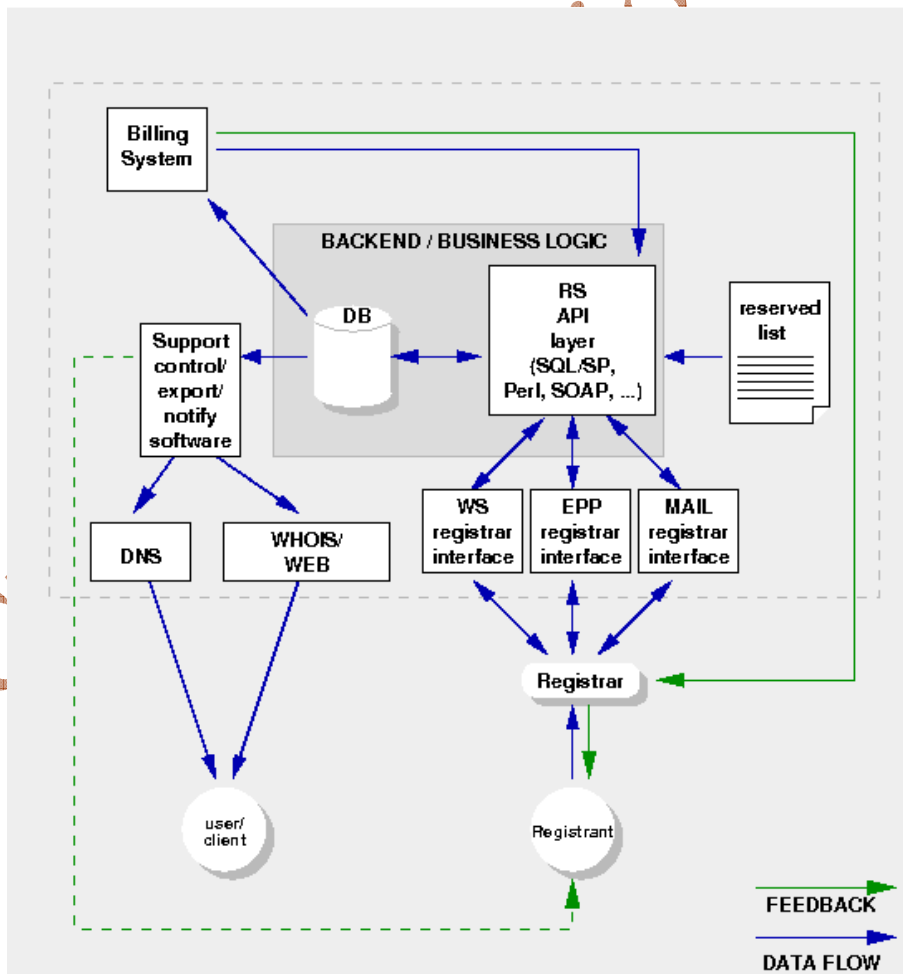 Billing
System
BACKEND / BUSINESS LOGIC
DB
RS
API
layer
(SQL/SP,
Perl, SOAP, ...)
reserved
list
Support
control/
export/
notify
software
DNS
WHOIS/
WEB
WS
registrar
interface
EPP
registrar
interface
MAIL
registrar
interface
Registrar
user/
client
Registrant
FEEDBACK
DATA FLOW